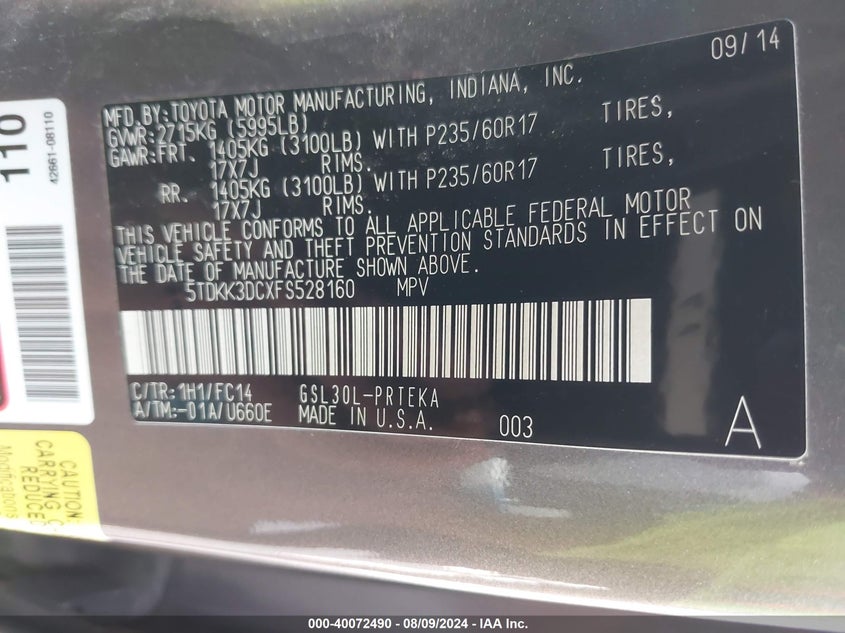 09/14
MFD.BY:TOYOTA MOTOR MANUFACTURING, INDIANA, INC.
GVWR:2715KG (5995LB)
GAWR:FRT. 1405KG (3100LB) WITH P235/60R17 TIRES,
17X7J RIMS.
RR. 1405KG (3100LB) WITH P235/60R17 TIRES,
17X7J RIMS.
THIS VEHICLE CONFORMS TO ALL APPLICABLE FEDERAL MOTOR
VEHICLE SAFETY AND THEFT PREVENTION STANDARDS IN EFFECT ON
THE DATE OF MANUFACTURE SHOWN ABOVE.
5TDKK3DCXFS528160 MPV
C/TR:1H1/FC14 GSL30L-PRTEKA
A/TM:-01A/U660E MADE IN U.S.A. 003
A
110
42661-08110
CAUTION:
CARRYING C
REDUCED
Modifications
000-40072490 - 08/09/2024 - IAA Inc.